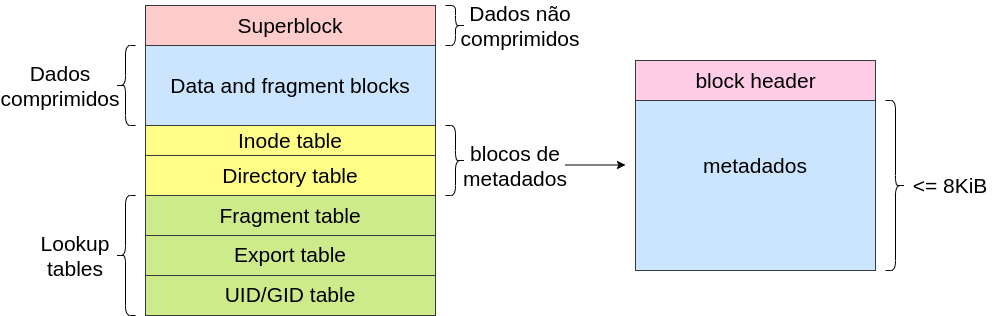 Superblock
Dados não
comprimidos
Dados
comprimidos
Data and fragment blocks
Inode table
Directory table
blocos de
metadados
Lookup
tables
Fragment table
Export table
UID/GID table
block header
metadados
<= 8KiB